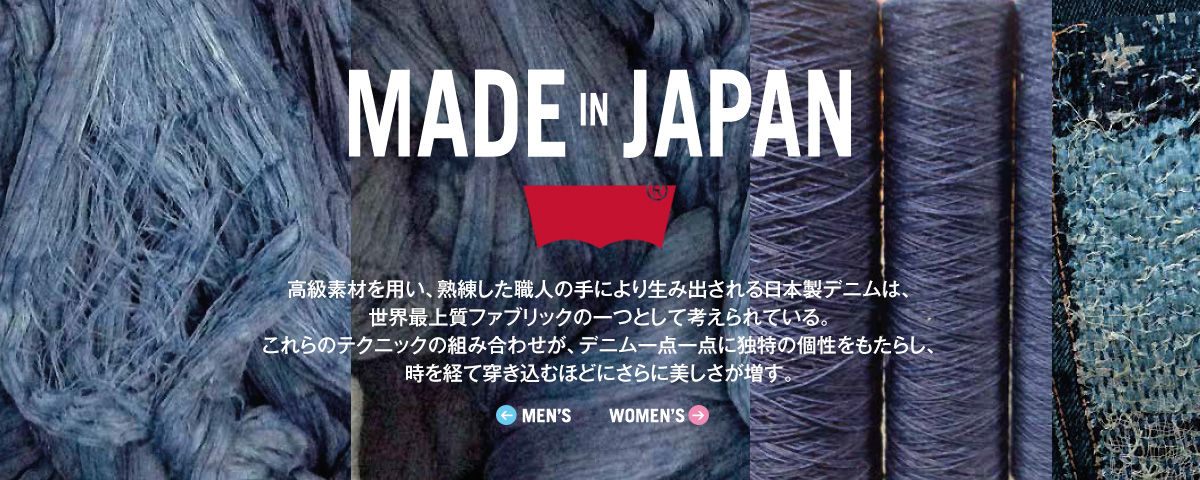 MADE IN JAPAN
®
高級素材を用い、熟練した職人の手により生み出される日本製デニムは、
世界最上質ファブリックの一つとして考えられている。
これらのテクニックの組み合わせが、デニム一点一点に独特の個性をもたらし、
時を経て穿き込むほどにさらに美しさが増す。
MEN'S WOMEN'S